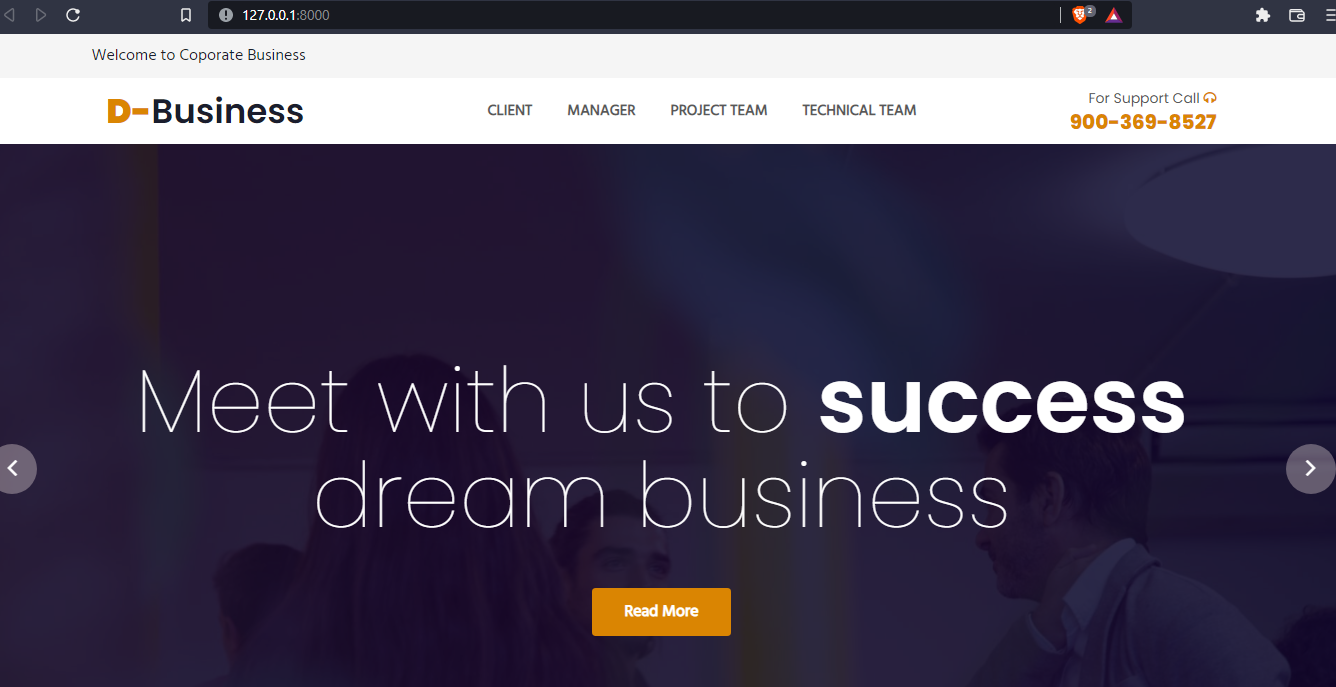 127.0.0.1:8000
2
Welcome to Coporate Business
D-Business
CLIENT MANAGER PROJECT TEAM TECHNICAL TEAM
For Support Call
900-369-8527
Meet with us to success
dream business
Read More